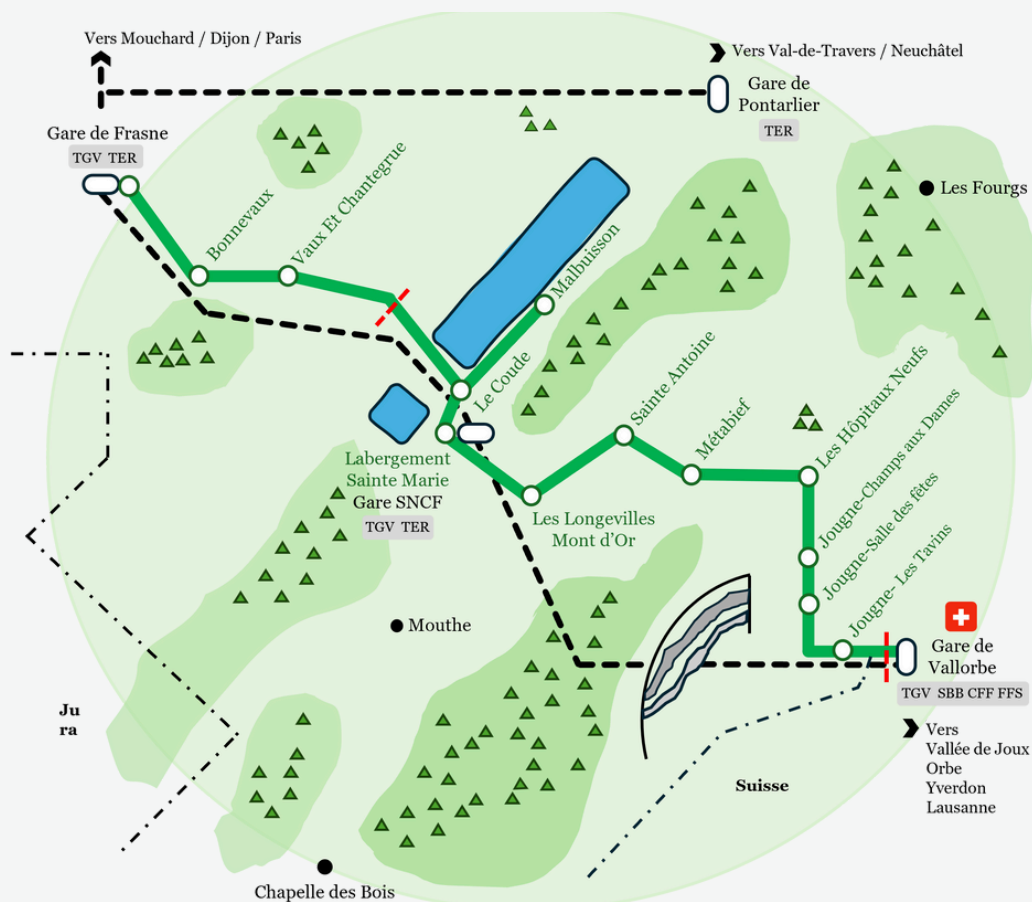 Vers Mouchard / Dijon / Paris
Vers Val-de-Travers / Neuchâtel
Gare de
Pontarlier
TER
Gare de Frasne
TGV TER
Les Fourgs
Bonnevaux
Vaux Et Chantegrue
Malbuisson
Le Coude
Sainte Antoine
Métabief
Les Hôpitaux Neufs
Jougne-Champs aux Dames
Jougne-Salle des fêtes
Jougne- Les Tavins
Labergement
Sainte Marie
Gare SNCF
TGV TER
Les Longevilles
Mont d'Or
Mouthe
Gare de
Vallorbe
TGV SBB CFF FFS
Vers
Vallée de Joux
Orbe
Yverdon
Lausanne
Ju
ra
Suisse
Chapelle des Bois